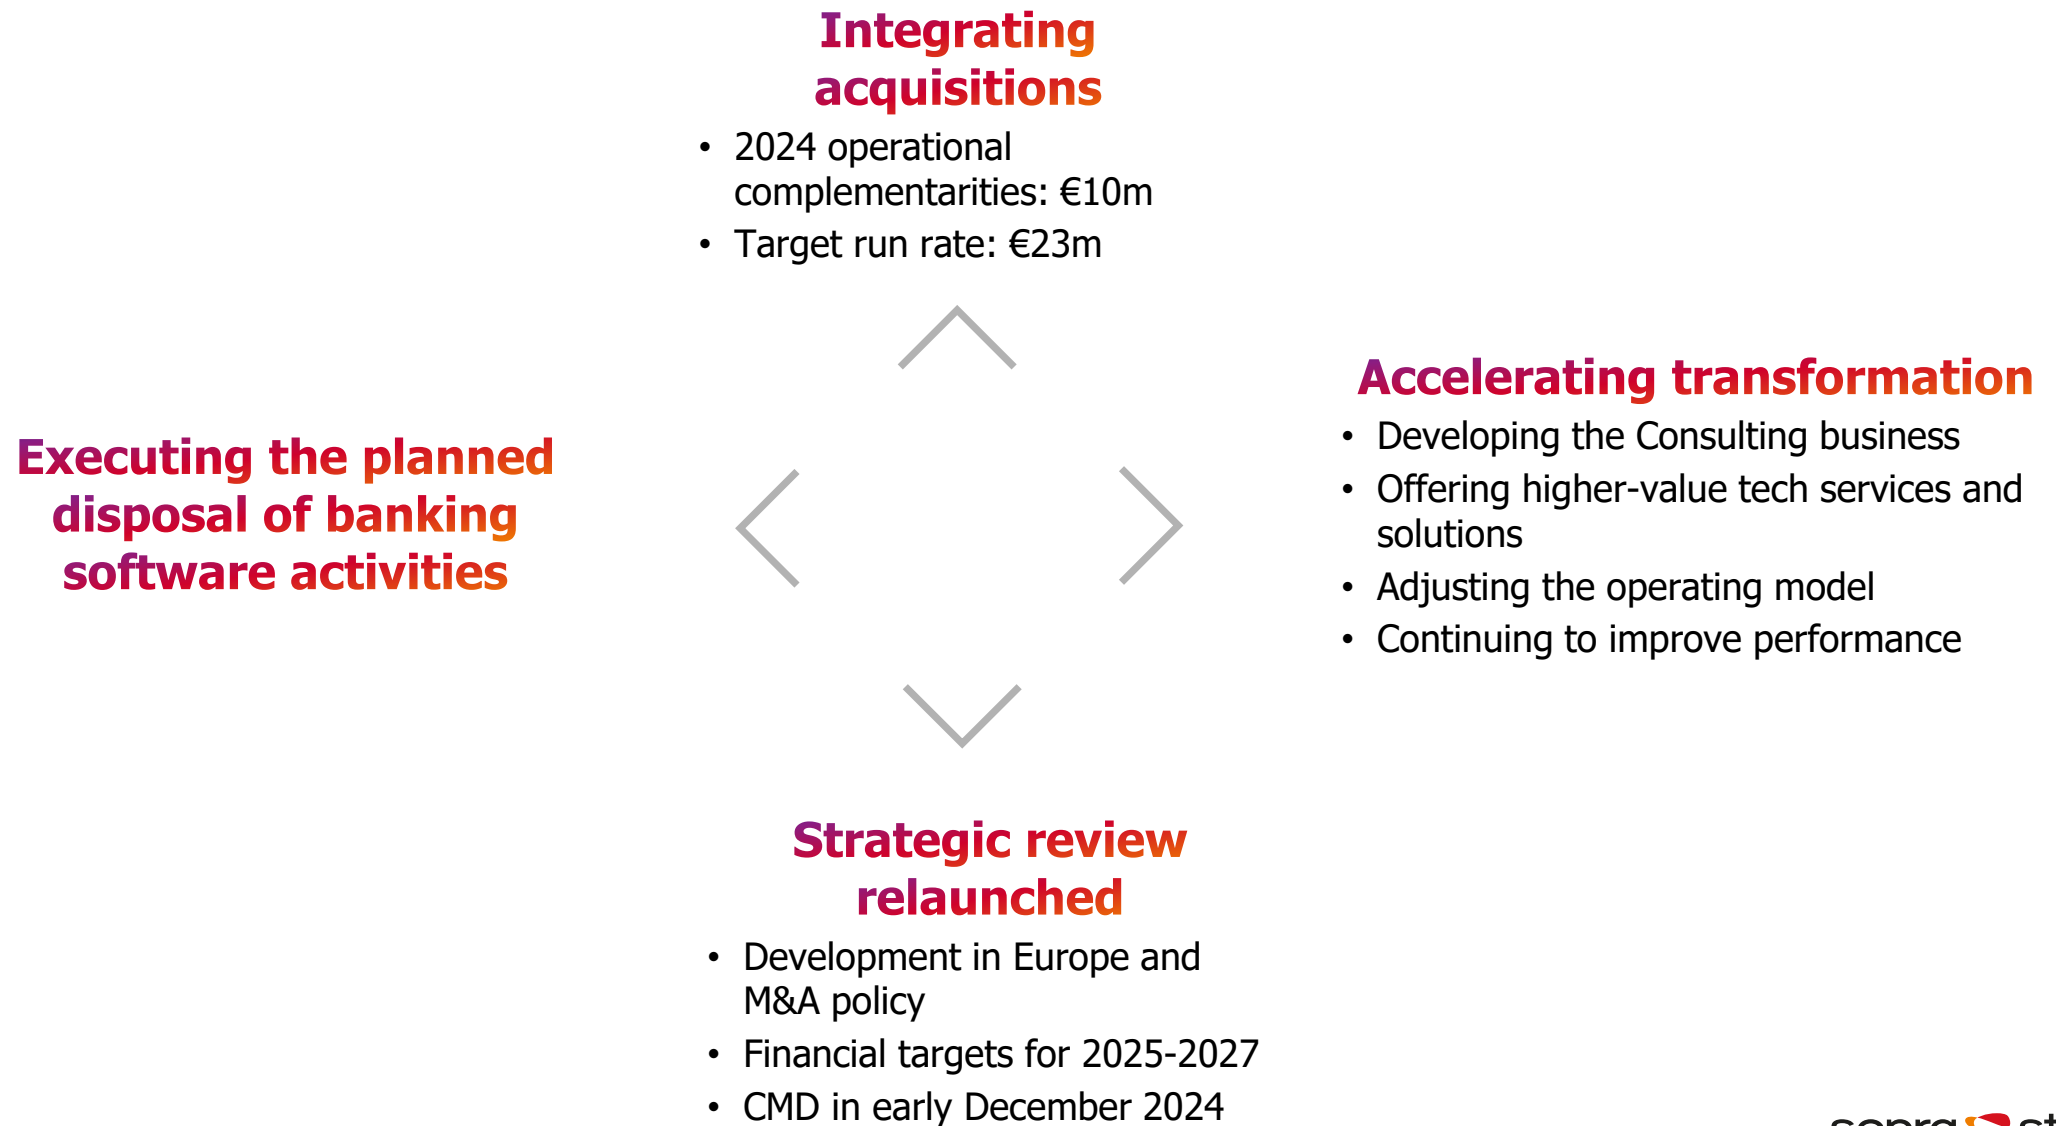 Integrating
acquisitions
• 2024 operational
complementarities: €10m
• Target run rate: €23m
Executing the planned
disposal of banking
software activities
Accelerating transformation
• Developing the Consulting business
• Offering higher-value tech services and
solutions
• Adjusting the operating model
• Continuing to improve performance
Strategic review
relaunched
• Development in Europe and
M&A policy
• Financial targets for 2025-2027
• CMD in early December 2024